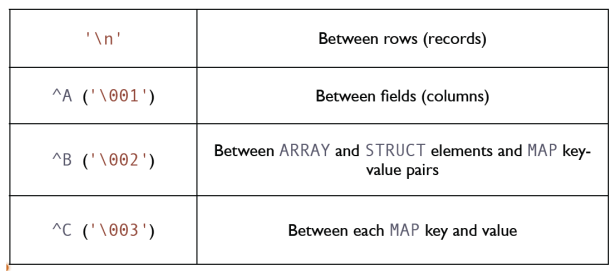 '\n' Between rows (records)
^A ('\001') Between fields (columns)
^B ('\002') Between ARRAY and STRUCT elements and MAP key-
value pairs
^C ('\003') Between each MAP key and value